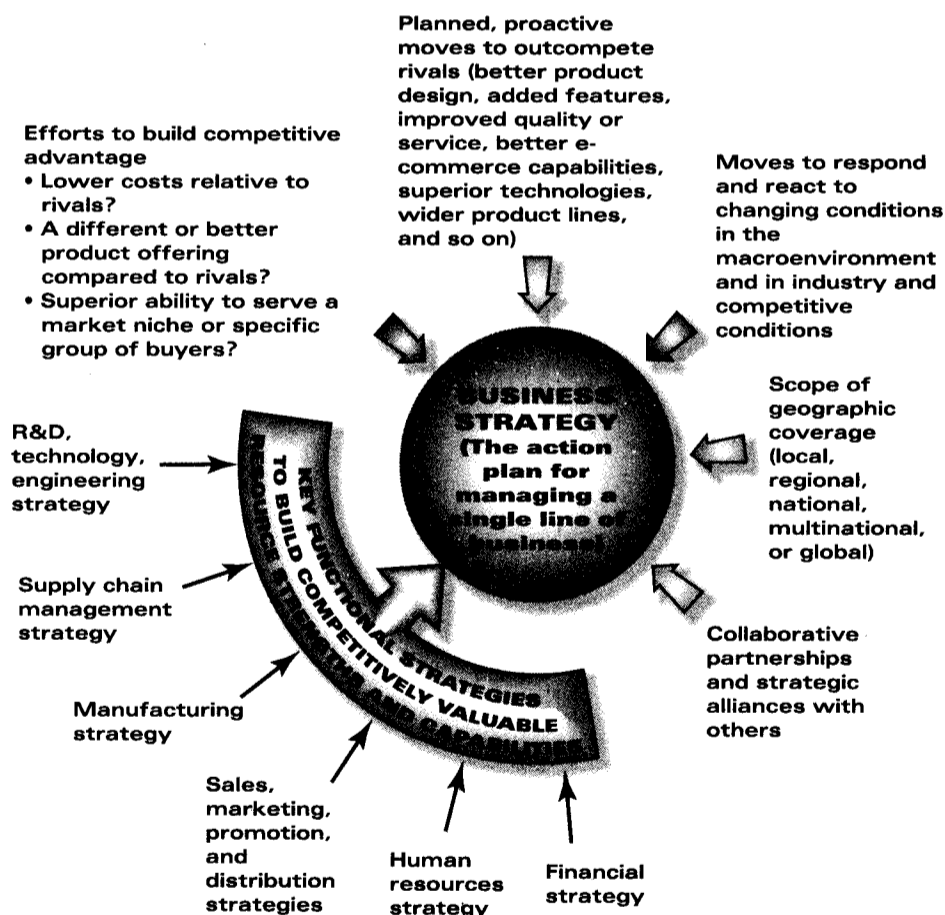 Planned, proactive
moves to outcompete
rivals (better product
design, added features,
improved quality or
service, better e-
commerce capabilities,
superior technologies,
wider product lines,
and so on)
Efforts to build competitive
advantage
• Lower costs relative to
rivals?
• A different or better
product offering
compared to rivals?
• Superior ability to serve a
market niche or specific
group of buyers?
Moves to respond
and react to
changing conditions
in the
macroenvironment
and in industry and
competitive
conditions
BUSINESS
STRATEGY
(The action
plan for
managing a
single line of
business)
Scope of
geographic
coverage
(local,
regional,
national,
multinational,
or global)
Collaborative
partnerships
and strategic
alliances with
others
KEY FUNCTIONAL STRATEGIES
TO BUILD COMPETITIVELY VALUABLE
RESOURCE STRENGTHS AND CAPABILITIES
R&D,
technology,
engineering
strategy
Supply chain
management
strategy
Manufacturing
strategy
Sales,
marketing,
promotion,
and
distribution
strategies
Human
resources
strategy
Financial
strategy